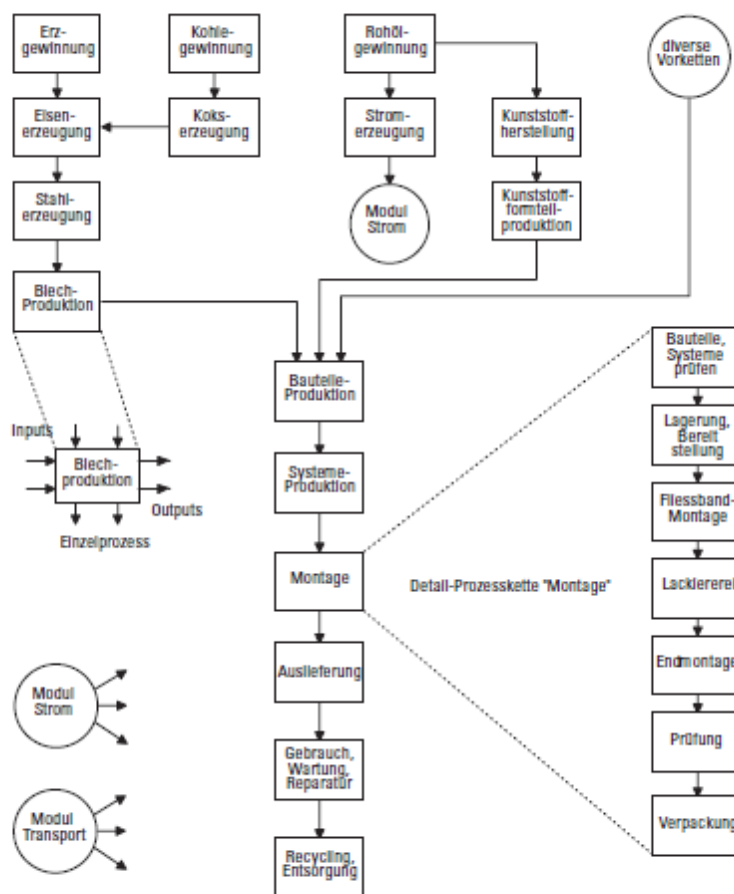 Erz-
gewinnung
Kohle-
gewinnung
Rohöl-
gewinnung
diverse
Vorketten
Eisen-
erzeugung
Koks-
erzeugung
Strom-
erzeugung
Kunststoff-
herstellung
Stahl-
erzeugung
Modul
Strom
Kunststoff-
formteil-
produktion
Blech-
Produktion
Bauteile-
Produktion
Bauteile,
Systeme
prüfen
Inputs
Blech-
produktion
Outputs
Einzelprozess
Systeme-
Produktion
Lagerung,
Bereit
stellung
Fliessband-
Montage
Montage
Detail-Prozesskette "Montage"
Lackiererei
Modul
Strom
Auslieferung
Endmontage
Gebrauch,
Wartung,
Reparatur
Prüfung
Modul
Transport
Recycling,
Entsorgung
Verpackung